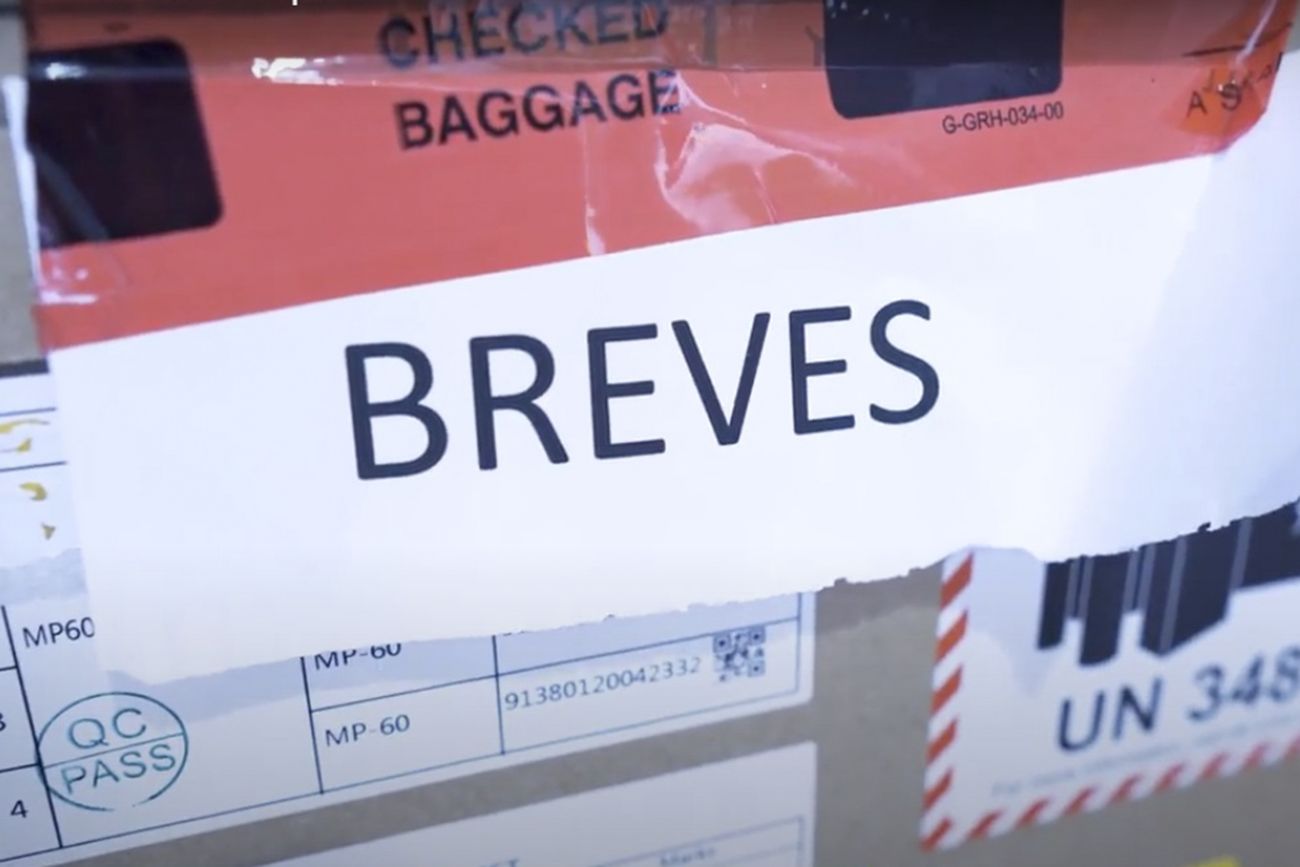 CHECKED
BAGGAGE
G-GRH-034-00
BREVES
MP60
MP-60
91380120042332
MP-60
QC
PASS
4
UN 348